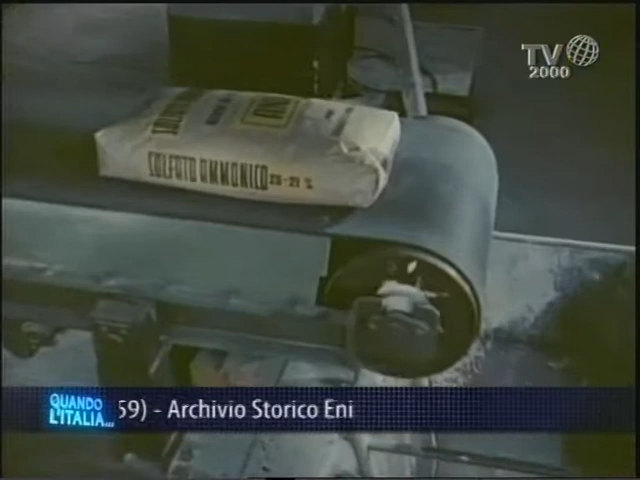 TV
2000
SOLFATO AMMONICO 20-21 %
QUANDO
L'ITALIA...
59) - Archivio Storico Eni